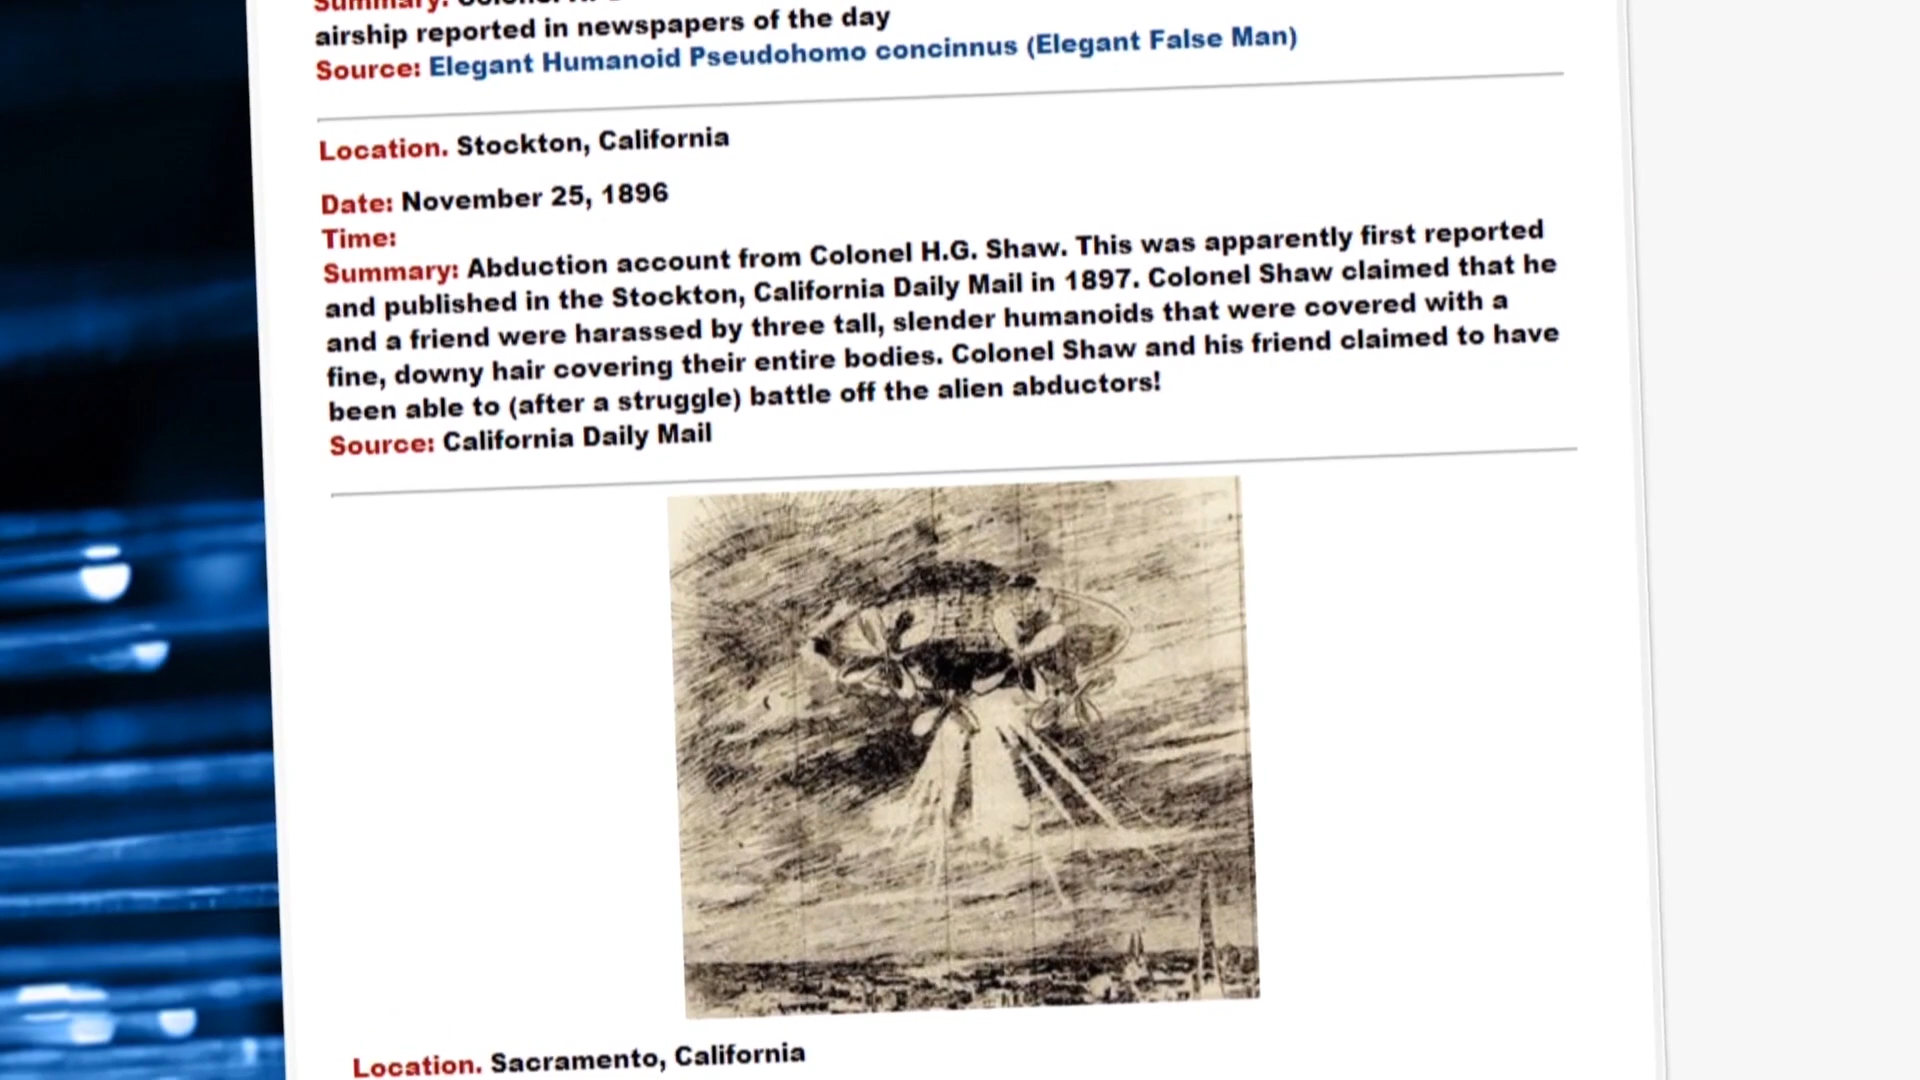 Summary: Colonel H.
airship reported in newspapers of the day
Source: Elegant Humanoid Pseudohomo concinnus (Elegant False Man)
Location. Stockton, California
Date: November 25, 1896
Time:
Summary: Abduction account from Colonel H.G. Shaw. This was apparently first reported
and published in the Stockton, California Daily Mail in 1897. Colonel Shaw claimed that he
and a friend were harassed by three tall, slender humanoids that were covered with a
fine, downy hair covering their entire bodies. Colonel Shaw and his friend claimed to have
been able to (after a struggle) battle off the alien abductors!
Source: California Daily Mail
Location. Sacramento, California